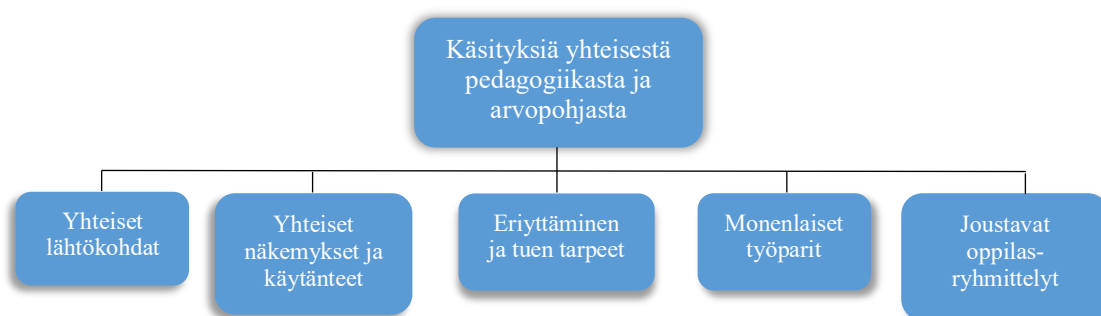 Käsityksiä yhteisestä
pedagogiikasta ja
arvopohjasta
Yhteiset
lähtökohdat
Yhteiset
näkemykset ja
käytänteet
Eriyttäminen
ja tuen tarpeet
Monenlaiset
työparit
Joustavat
oppilas-
ryhmittelyt